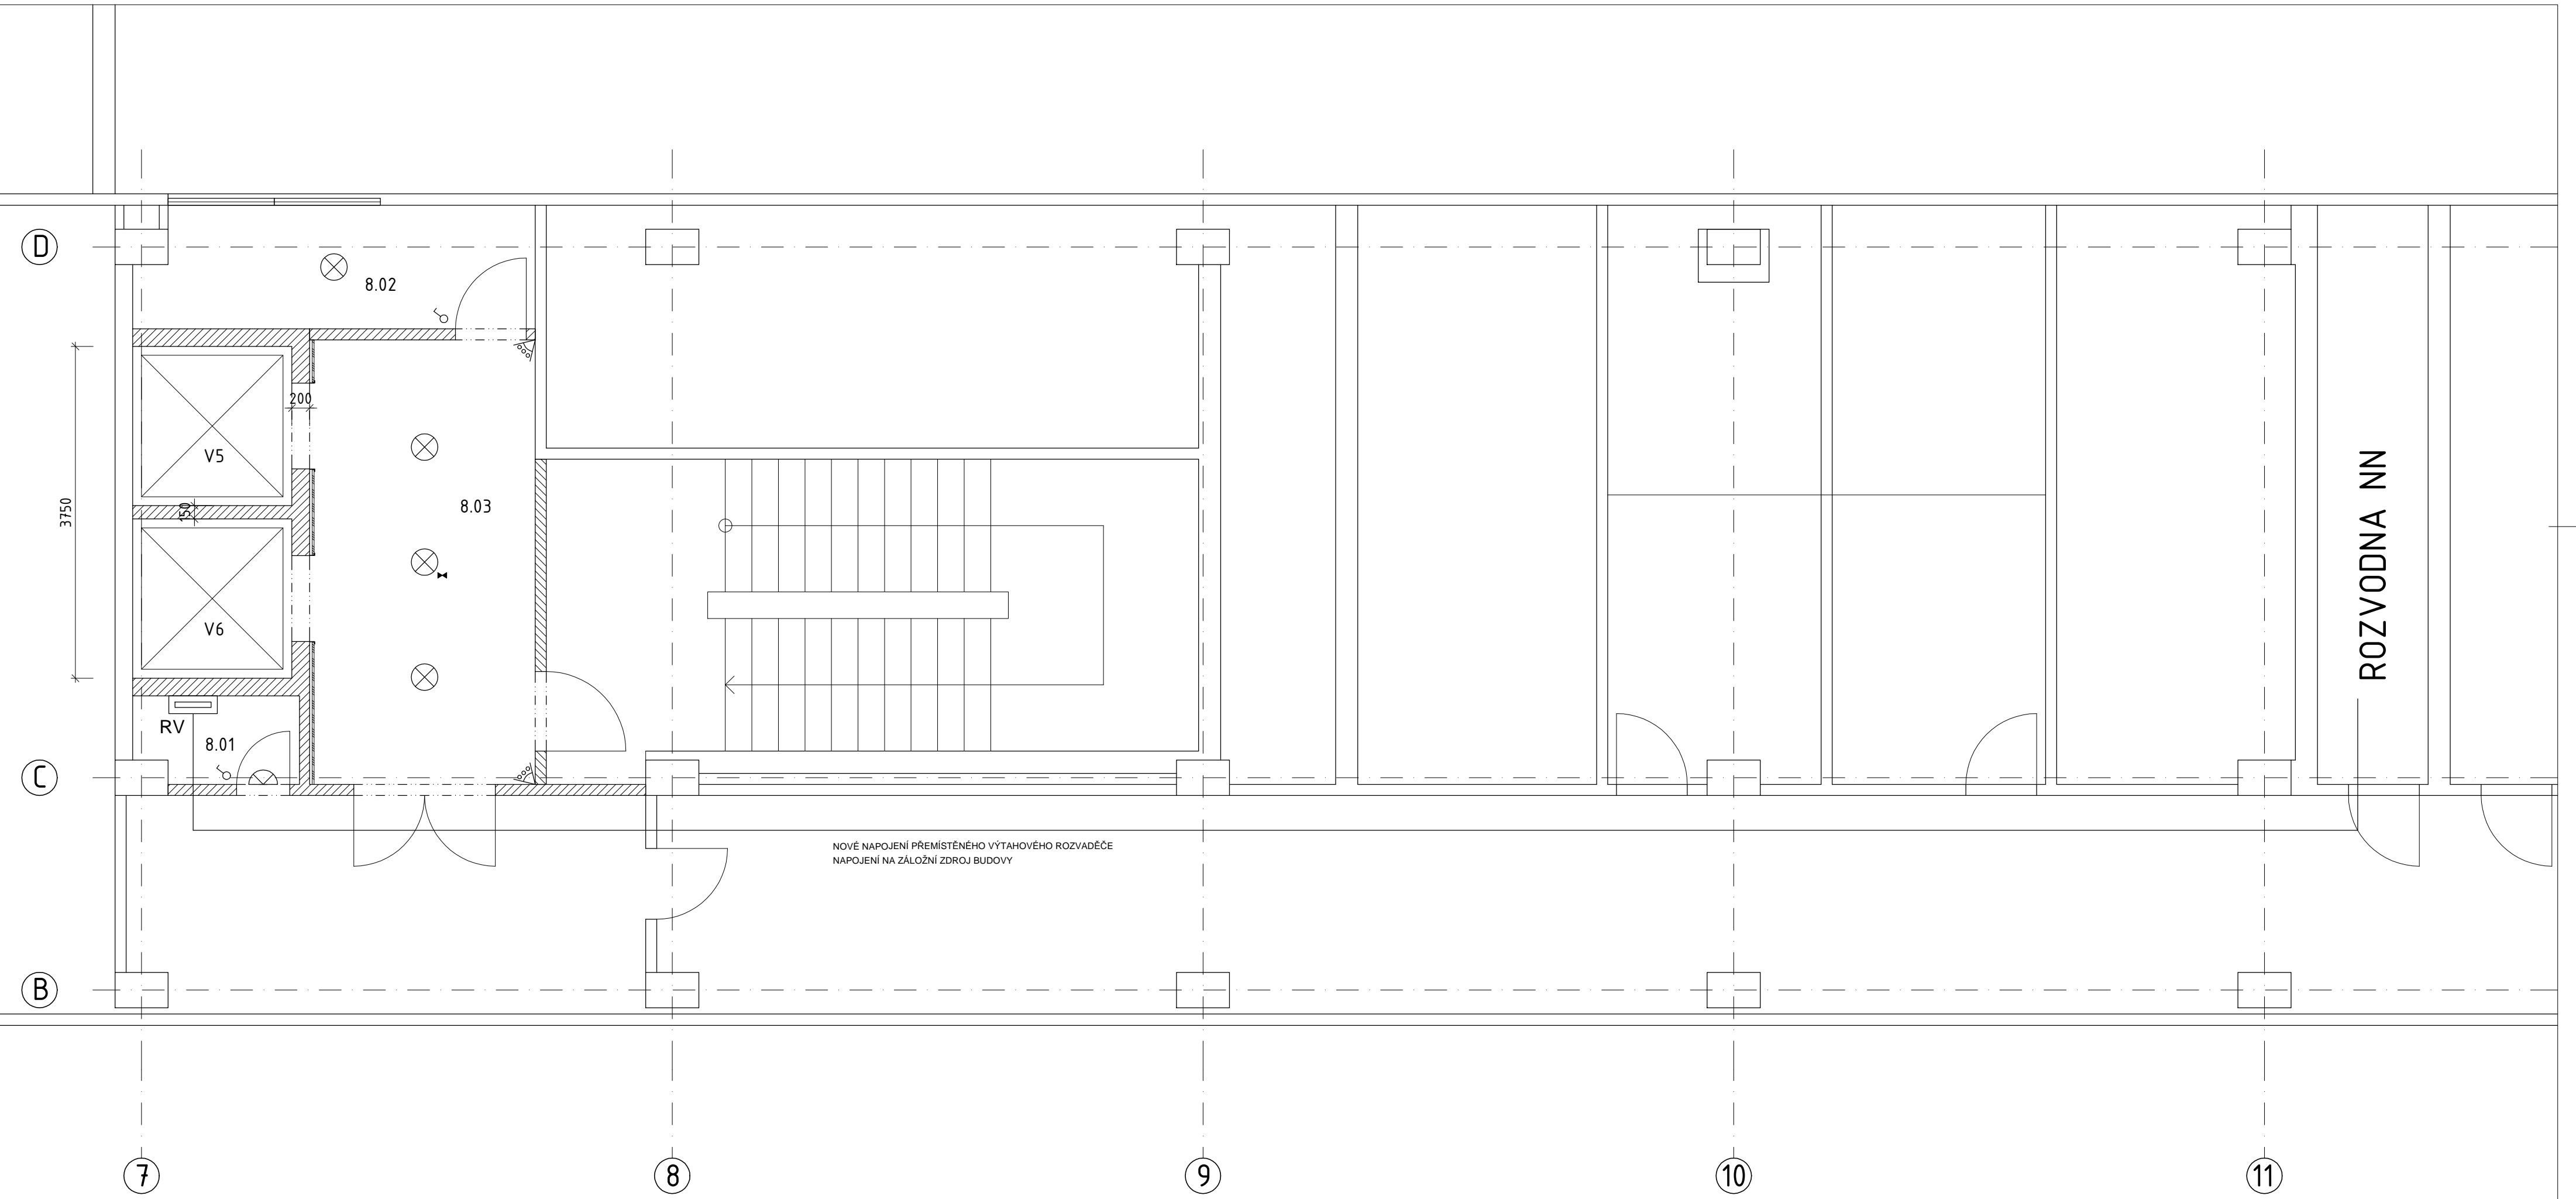 D
8.02
200
V5
3750
150
8.03
ROZVODNA NN
V6
RV
8.01
C
NOVÉ NAPOJENÍ PŘEMÍSTĚNÉHO VÝTAHOVÉHO ROZVADĚČE
NAPOJENÍ NA ZÁLOŽNÍ ZDROJ BUDOVY
B
7
8
9
10
11